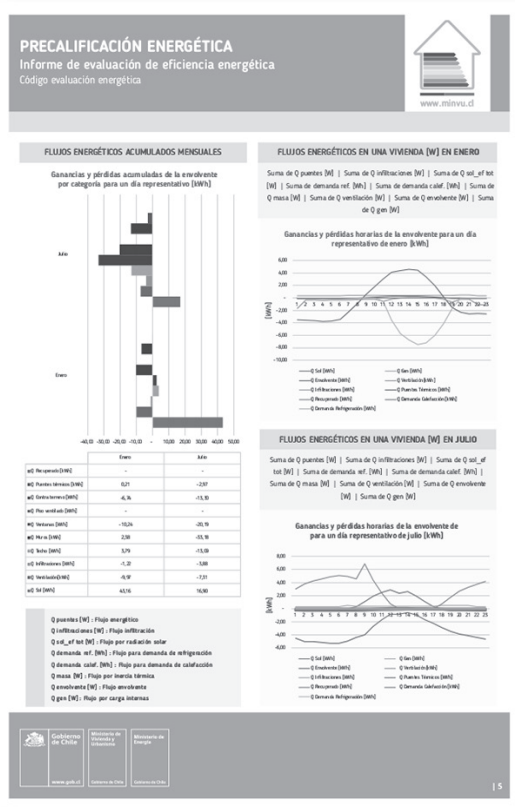 PRECALIFICACIÓN ENERGÉTICA
Informe de evaluación de eficiencia energética
Código evaluación energética
www.minvu.cl
FLUJOS ENERGÉTICOS ACUMULADOS MENSUALES
Ganancias y pérdidas acumuladas de la envolvente
por categoría para un día representativo [kWh]
Julio
Enero
-40,00 -30,00 -20,00 -10,00 - 10,00 20,00 30,00 40,00 50,00
Enero Julio
Q Recuperado [kWh] - -
Q Puentes térmicos [kWh] 0,21 -2,97
-6,74 -13,10
Q Piso ventilado [kWh] - -
Q Ventanas [kWh] -10,24 -20,19
Q Muros [kWh] 2,58 -33,18
Q Techo [kWh] 3,79 -13,03
Q Infiltraciones [kWh] -1,22 -3,88
Q Ventilación [kWh] -9,97 -7,31
Q Sol [kWh] 43,16 16,98
Q puentes [W] : Flujo energético
Q infiltraciones [W] : Flujo infiltración
Q sol_ef tot [W] : Flujo por radiación solar
Q demanda ref. [Wh] : Flujo para demanda de refrigeración
Q demanda calef. [Wh] : Flujo para demanda de calefacción
Q masa [W] : Flujo por inercia térmica
Q envolvente [W] : Flujo envolvente
Q gen [W] : Flujo por carga internas
FLUJOS ENERGÉTICOS EN UNA VIVIENDA [W] EN ENERO
Suma de Q puentes [W] | Suma de Q infiltraciones [W] | Suma de Q sol_ef tot
[W] | Suma de demanda ref. [Wh] | Suma de demanda calef. [Wh] | Suma de
Q masa [W] | Suma de Q ventilación [W] | Suma de Q envolvente [W] | Suma
de Q gen [W]
Ganancias y pérdidas horarias de la envolvente para un día
representativo de enero [kWh]
[kWh]
6,00
4,00
2,00
-
-2,00
-4,00
-6,00
-8,00
-10,00
1 2 3 4 5 6 7 8 9 10 11 12 13 14 15 16 17 18 19 20 21 22 23
Q Sol [kWh] Q Gen [kWh]
Q Envolvente [kWh] Q Ventilación [kWh]
Q Infiltraciones [kWh] Q Puentes Térmicos [kWh]
Q Recuperado [kWh] Q Demanda Calefacción [kWh]
Q Demanda Refrigeración [kWh]
FLUJOS ENERGÉTICOS EN UNA VIVIENDA [W] EN JULIO
Suma de Q puentes [W] | Suma de Q infiltraciones [W] | Suma de Q sol_ef
tot [W] | Suma de demanda ref. [Wh] | Suma de demanda calef. [Wh] |
Suma de Q masa [W] | Suma de Q ventilación [W] | Suma de Q envolvente
[W] | Suma de Q gen [W]
Ganancias y pérdidas horarias de la envolvente de
para un día representativo de julio [kWh]
[kWh]
8,00
6,00
4,00
2,00
-
-2,00
-4,00
-6,00
1 2 3 4 5 6 7 8 9 10 11 12 13 14 15 16 17 18 19 20 21 22 23
Q Sol [kWh] Q Gen [kWh]
Q Envolvente [kWh] Q Ventilación [kWh]
Q Infiltraciones [kWh] Q Puentes Térmicos [kWh]
Q Recuperado [kWh] Q Demanda Calefacción [kWh]
Q Demanda Refrigeración [kWh]
Gobierno
de Chile
www.gob.cl
Ministerio de
Vivienda y
Urbanismo
Gobierno de Chile
Ministerio de
Energía
Gobierno de Chile
| 5